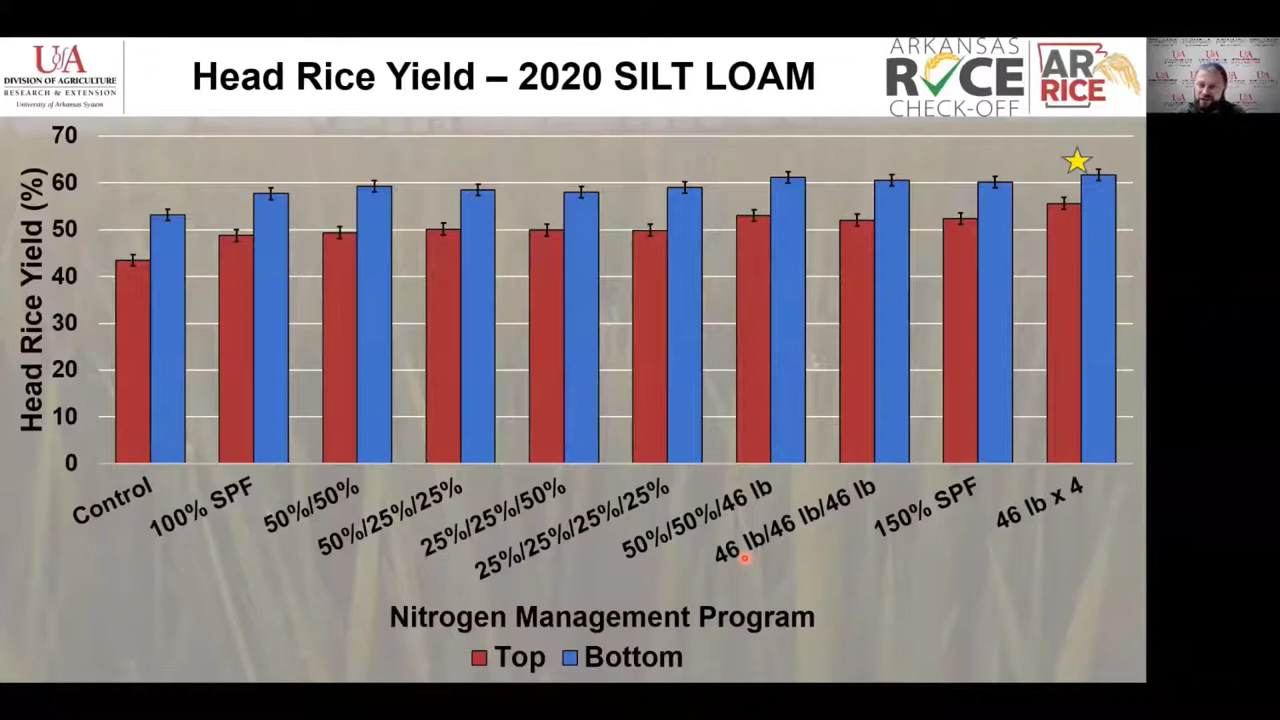 UofA
DIVISION OF AGRICULTURE
RESEARCH & EXTENSION
University of Arkansas System
Head Rice Yield – 2020 SILT LOAM
ARKANSAS
RICE
CHECK-OFF
AR
RICE
Head Rice Yield (%)
70
60
50
40
30
20
10
0
Control
100% SPF
50%/50%
50%/25%/25%
25%/25%/50%
25%/25%/25%/25%
50%/50%/46 lb
46 lb/46 lb/46 lb
150% SPF
46 lb x 4
Nitrogen Management Program
Top
Bottom